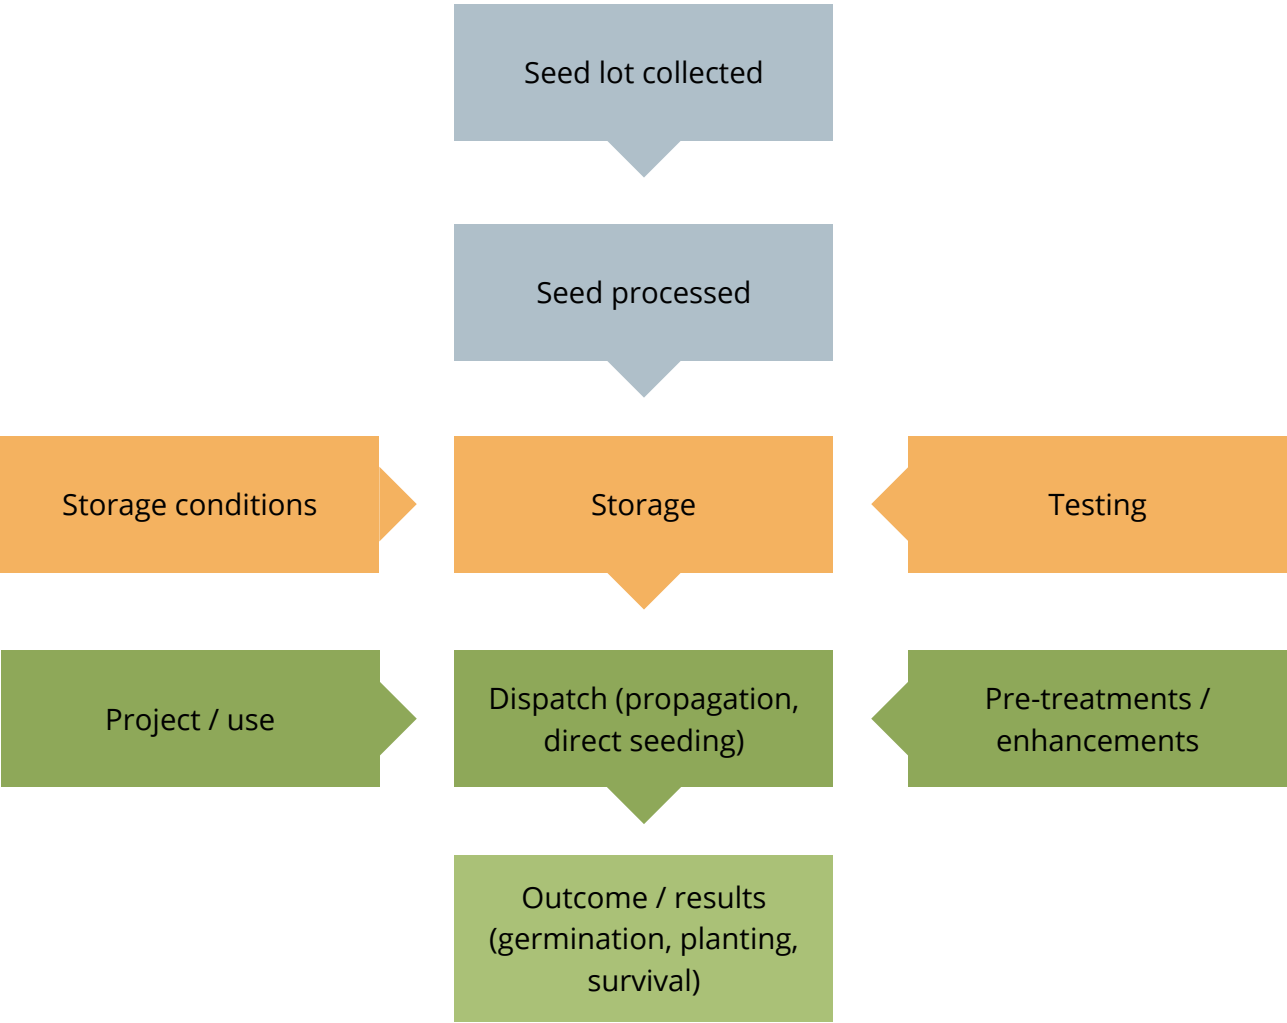 Seed lot collected
Seed processed
Storage conditions
Storage
Testing
Project / use
Dispatch (propagation,
direct seeding)
Pre-treatments /
enhancements
Outcome / results
(germination, planting,
survival)